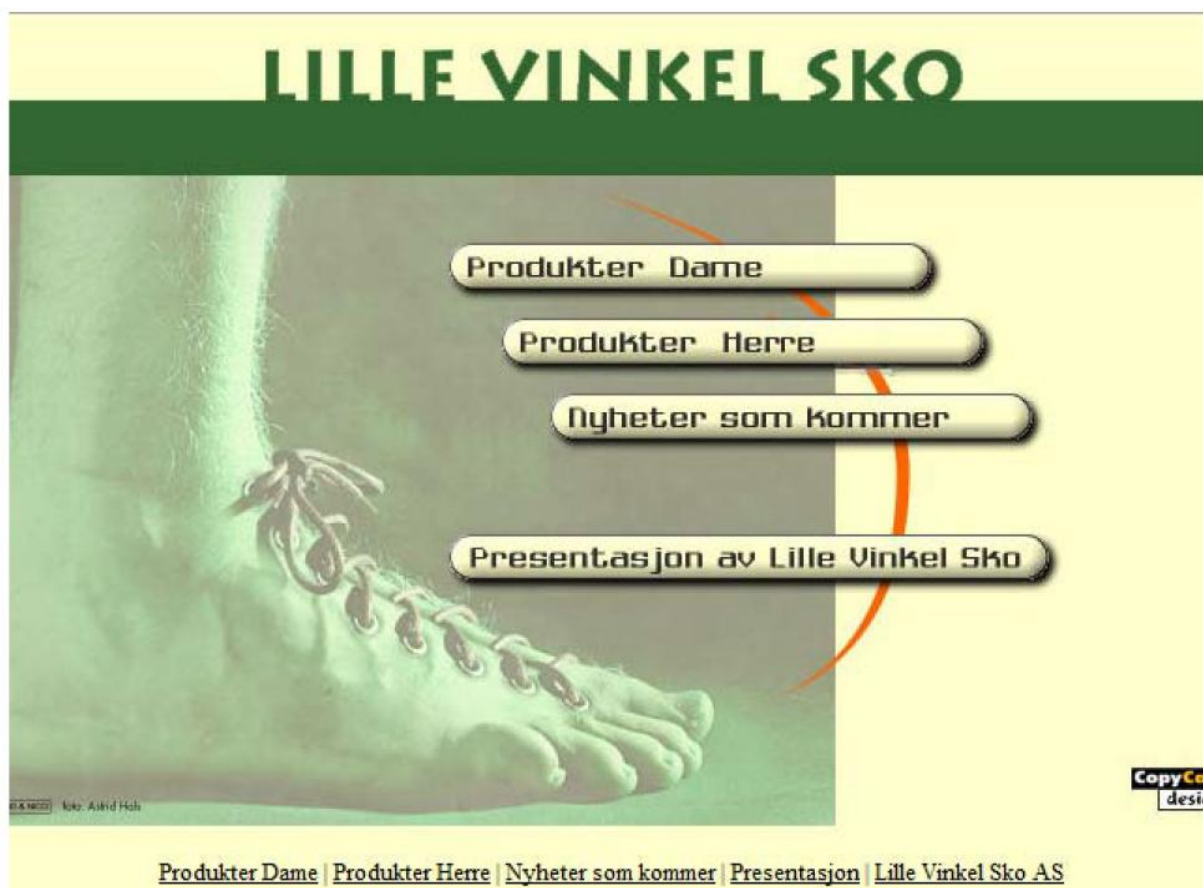 LILLE VINKEL SKO
Produkter Dame
Produkter Herre
Nyheter som kommer
Presentasjon av Lille Vinkel Sko
foto: Astrid Hals
Produkter Dame | Produkter Herre | Nyheter som kommer | Presentasjon | Lille Vinkel Sko AS